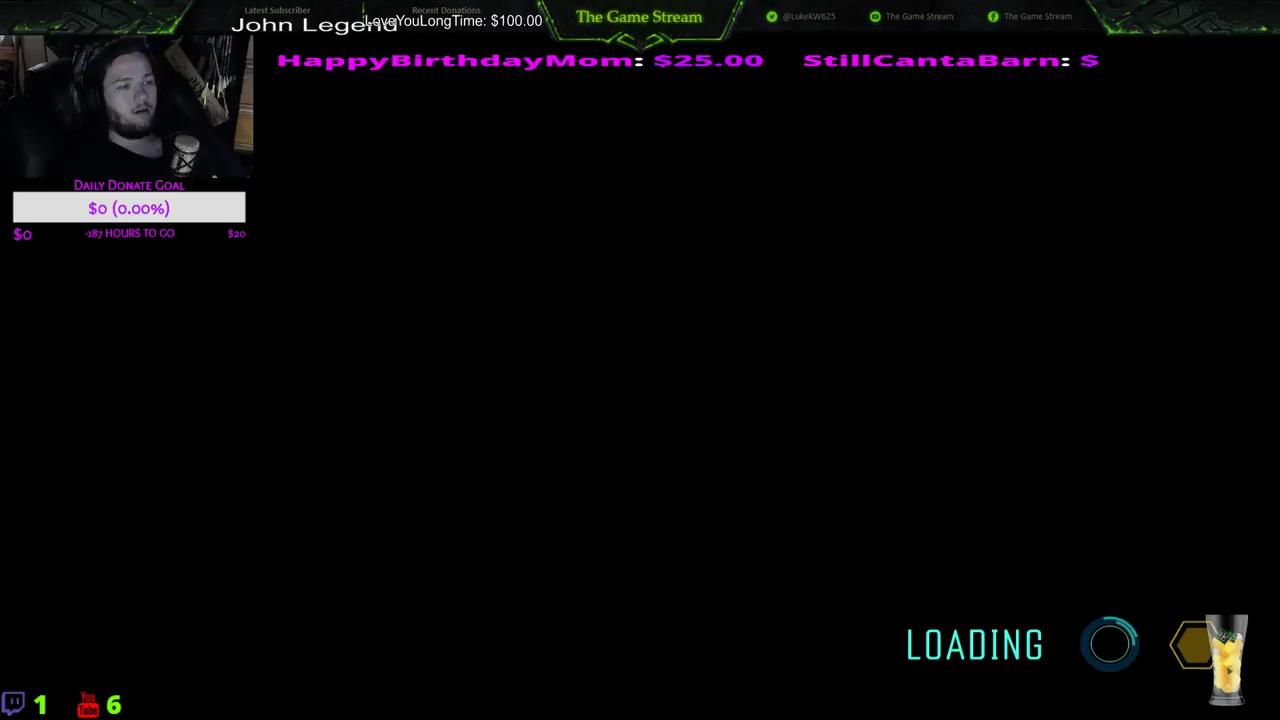 Latest Subscriber
John Legend
Recent Donations
LoveYouLongTime: $100.00
The Game Stream
@LukeKW625
The Game Stream
The Game Stream
HappyBirthdayMom: $25.00 StillCantaBarn: $
Daily Donate Goal
$0 (0.00%)
$0 -187 HOURS TO GO $20
LOADING
1
You
Tube
6